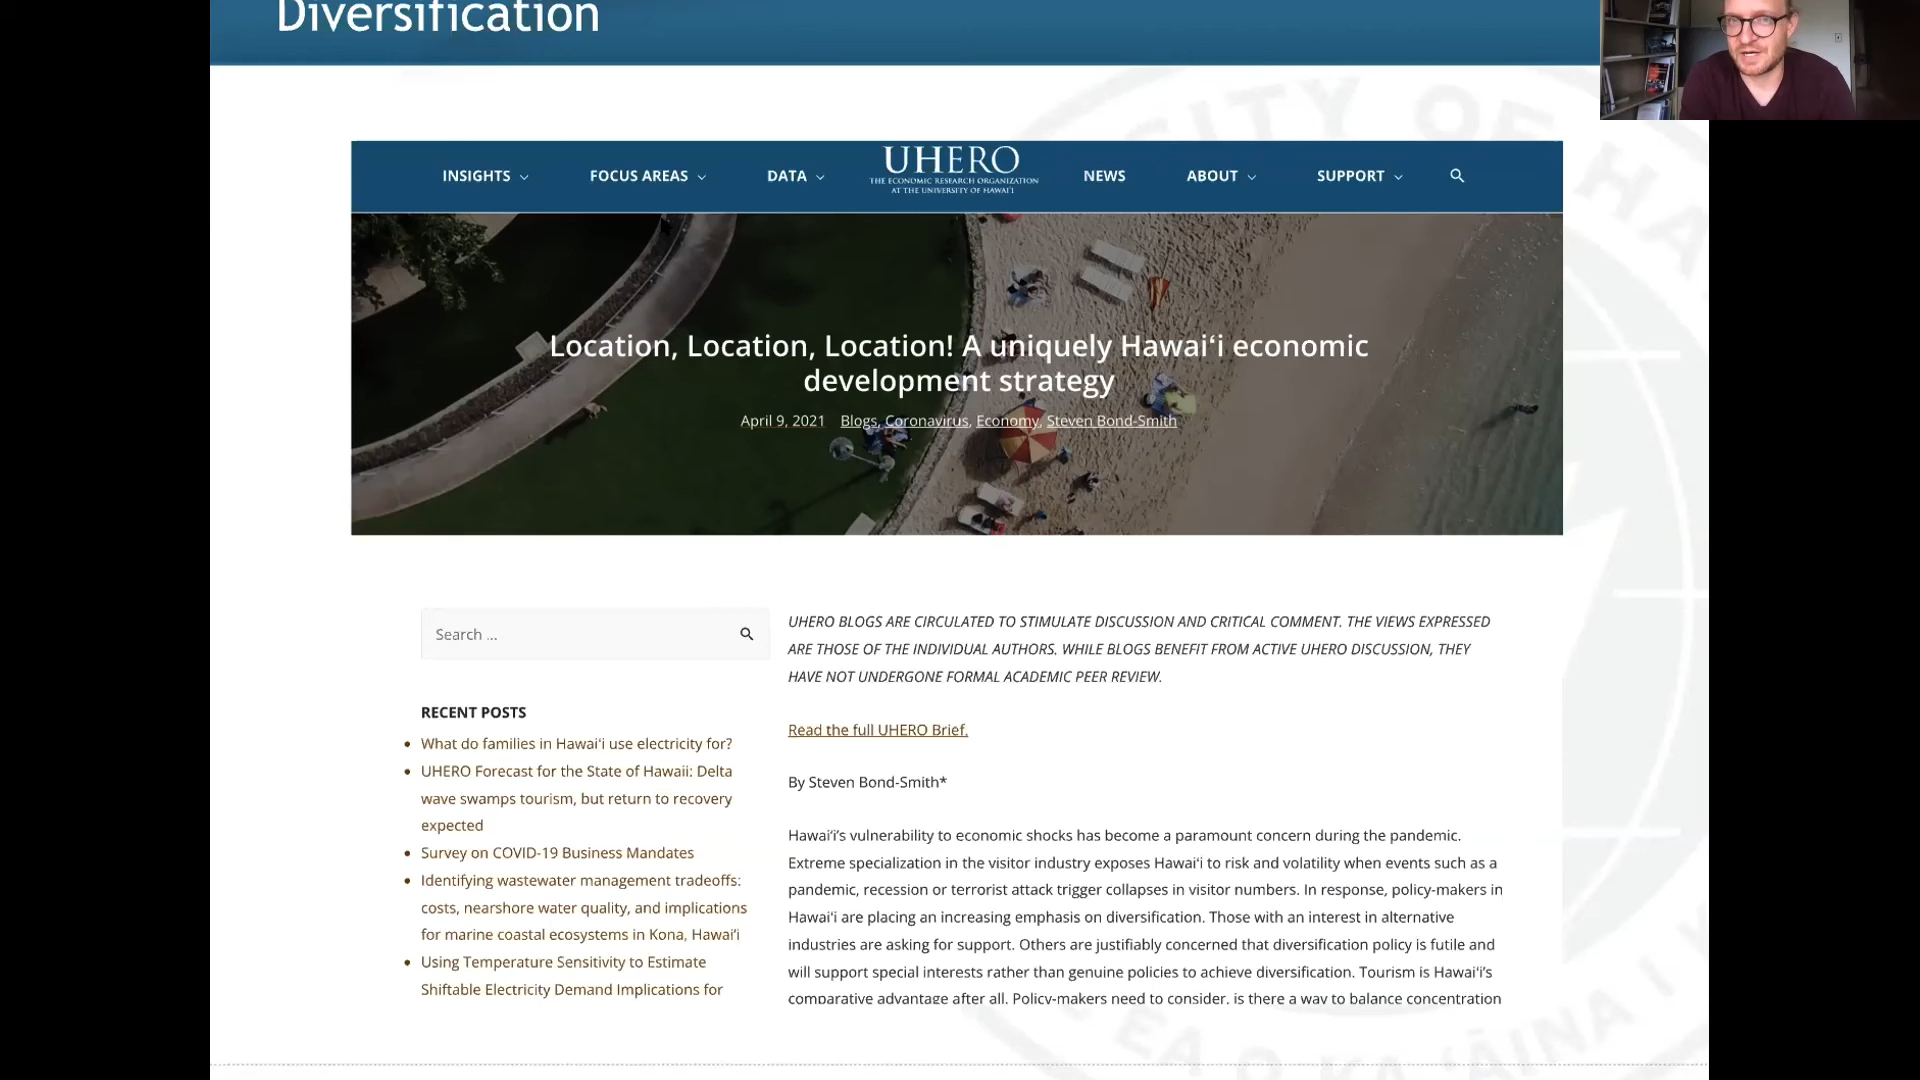 Diversification
INSIGHTS
FOCUS AREAS
DATA
UHERO
THE ECONOMIC RESEARCH ORGANIZATION
AT THE UNIVERSITY OF HAWAIʻI
NEWS
ABOUT
SUPPORT
Location, Location, Location! A uniquely Hawaiʻi economic
development strategy
April 9, 2021 Blogs, Coronavirus, Economy, Steven Bond-Smith
Search ...
RECENT POSTS
• What do families in Hawaiʻi use electricity for?
• UHERO Forecast for the State of Hawaii: Delta
wave swamps tourism, but return to recovery
expected
• Survey on COVID-19 Business Mandates
• Identifying wastewater management tradeoffs:
costs, nearshore water quality, and implications
for marine coastal ecosystems in Kona, Hawai‘i
• Using Temperature Sensitivity to Estimate
Shiftable Electricity Demand Implications for
UHERO BLOGS ARE CIRCULATED TO STIMULATE DISCUSSION AND CRITICAL COMMENT. THE VIEWS EXPRESSED
ARE THOSE OF THE INDIVIDUAL AUTHORS. WHILE BLOGS BENEFIT FROM ACTIVE UHERO DISCUSSION, THEY
HAVE NOT UNDERGONE FORMAL ACADEMIC PEER REVIEW.
Read the full UHERO Brief.
By Steven Bond-Smith*
Hawaiʻi’s vulnerability to economic shocks has become a paramount concern during the pandemic.
Extreme specialization in the visitor industry exposes Hawaiʻi to risk and volatility when events such as a
pandemic, recession or terrorist attack trigger collapses in visitor numbers. In response, policy-makers in
Hawaiʻi are placing an increasing emphasis on diversification. Those with an interest in alternative
industries are asking for support. Others are justifiably concerned that diversification policy is futile and
will support special interests rather than genuine policies to achieve diversification. Tourism is Hawaiʻi’s
comparative advantage after all. Policy-makers need to consider, is there a way to balance concentration